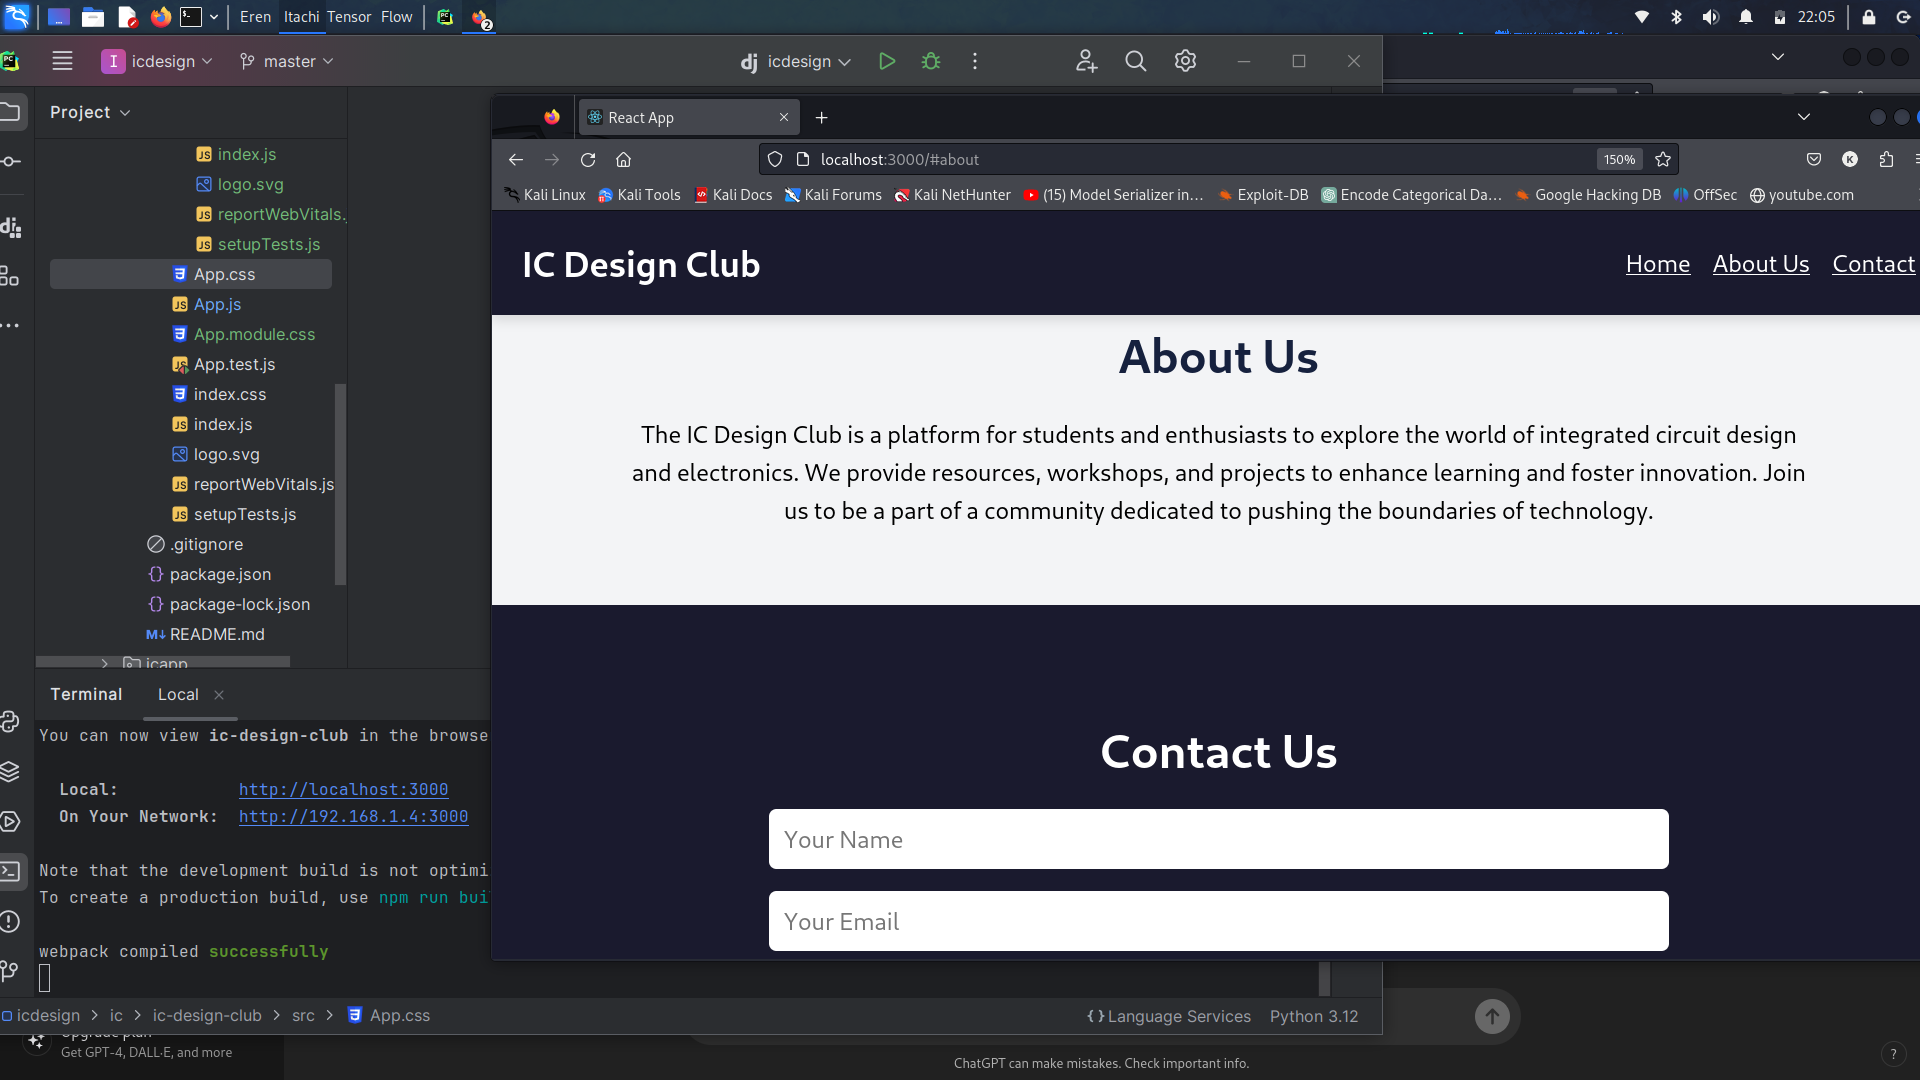 Eren Itachi Tensor Flow
2
22:05
PC
I icdesign master
dj icdesign
Project
index.js
logo.svg
reportWebVitals.
setupTests.js
App.css
App.js
App.module.css
App.test.js
index.css
index.js
logo.svg
reportWebVitals.js
setupTests.js
.gitignore
package.json
package-lock.json
README.md
icapp
Terminal Local
You can now view ic-design-club in the browse
Local: http://localhost:3000
On Your Network: http://192.168.1.4:3000
Note that the development build is not optimi
To create a production build, use npm run bui
webpack compiled successfully
icdesign ic ic-design-club src App.css
Language Services Python 3.12
React App
localhost:3000/#about
150%
K
Kali Linux Kali Tools Kali Docs Kali Forums Kali NetHunter (15) Model Serializer in... Exploit-DB Encode Categorical Da... Google Hacking DB OffSec youtube.com
IC Design Club
Home About Us Contact
About Us
The IC Design Club is a platform for students and enthusiasts to explore the world of integrated circuit design
and electronics. We provide resources, workshops, and projects to enhance learning and foster innovation. Join
us to be a part of a community dedicated to pushing the boundaries of technology.
Contact Us
Your Name
Your Email
Upgrade plan
Get GPT-4, DALL·E, and more
ChatGPT can make mistakes. Check important info.
?